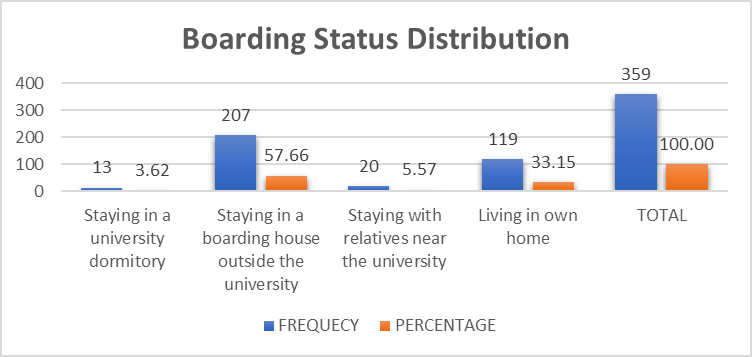 Boarding Status Distribution
400
300
200
100
0
13
3.62
207
57.66
20
5.57
119
33.15
359
100.00
Staying in a
university
dormitory
Staying in a
boarding house
outside the
university
Staying with
relatives near
the university
Living in own
home
TOTAL
FREQUECY
PERCENTAGE